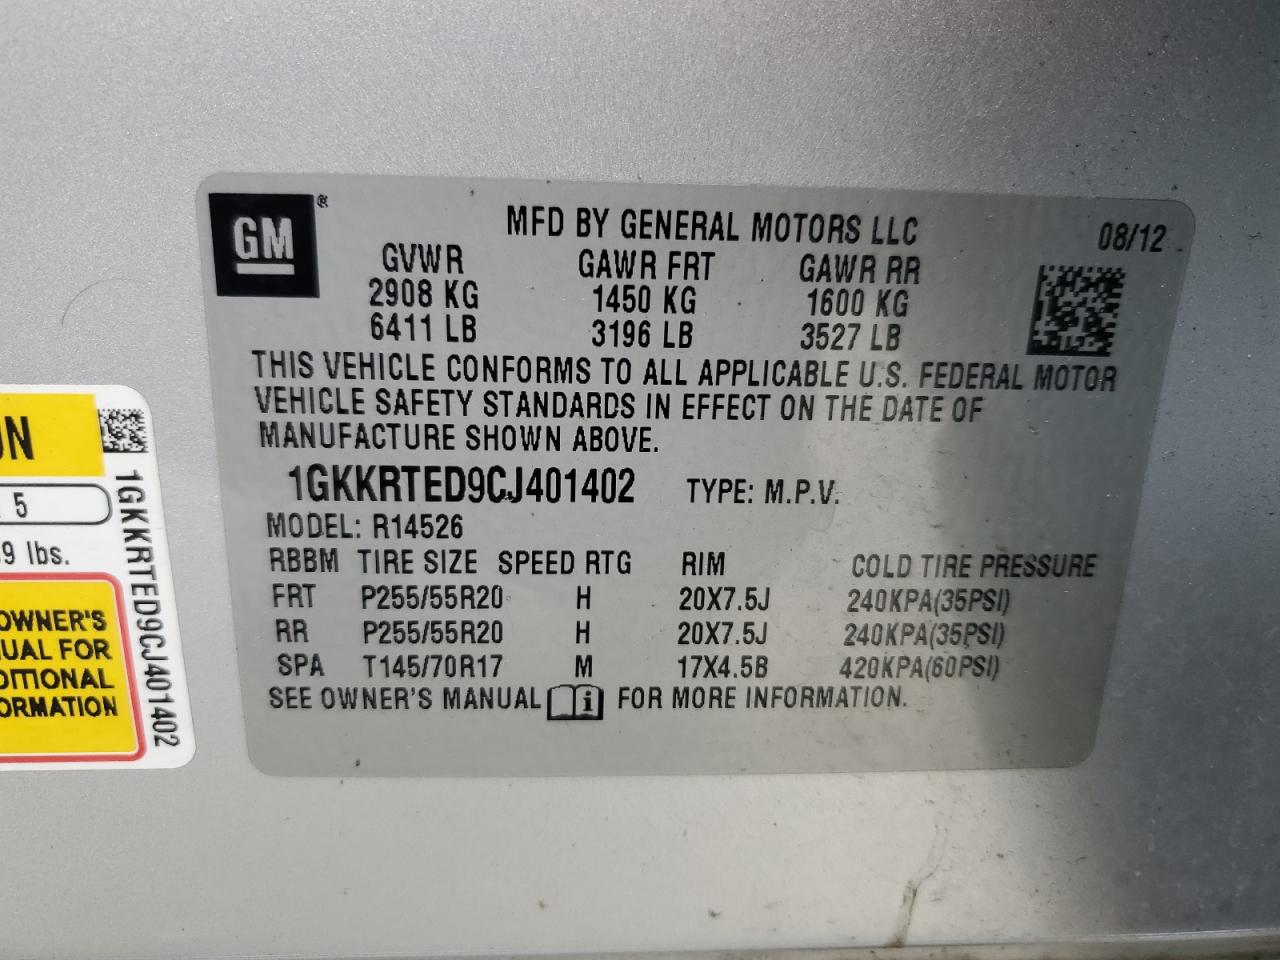 GM ®
MFD BY GENERAL MOTORS LLC 08/12
GVWR GAWR FRT GAWR RR
2908 KG 1450 KG 1600 KG
6411 LB 3196 LB 3527 LB
THIS VEHICLE CONFORMS TO ALL APPLICABLE U.S. FEDERAL MOTOR
VEHICLE SAFETY STANDARDS IN EFFECT ON THE DATE OF
MANUFACTURE SHOWN ABOVE.
1GKKRTED9CJ401402 TYPE: M.P.V.
MODEL: R14526
RBBM TIRE SIZE SPEED RTG RIM COLD TIRE PRESSURE
FRT P255/55R20 H 20X7.5J 240KPA(35PSI)
RR P255/55R20 H 20X7.5J 240KPA(35PSI)
SPA T145/70R17 M 17X4.5B 420KPA(60PSI)
SEE OWNER'S MANUAL i FOR MORE INFORMATION.
5
9 lbs.
OWNER'S
FOR
1GKKRTED9CJ401402